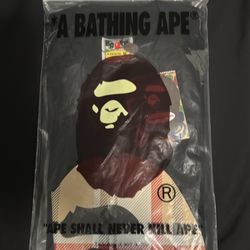 "A BATHING APE®
®
"APE SHALL NEVER KILL APE"